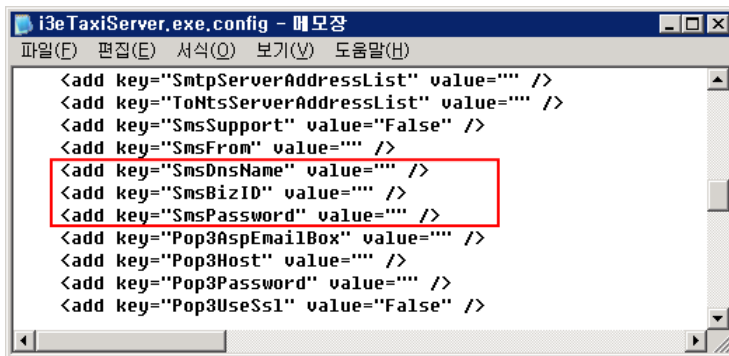 i3eTaxiServer.exe.config - 메모장
파일(F) 편집(E) 서식(O) 보기(V) 도움말(H)
<add key="SmtpServerAddressList" value="" />
<add key="ToNtsServerAddressList" value="" />
<add key="SmsSupport" value="False" />
<add key="SmsFrom" value="" />
<add key="SmsDnsName" value="" />
<add key="SmsBizID" value="" />
<add key="SmsPassword" value="" />
<add key="Pop3AspEmailBox" value="" />
<add key="Pop3Host" value="" />
<add key="Pop3Password" value="" />
<add key="Pop3UseSsl" value="False" />